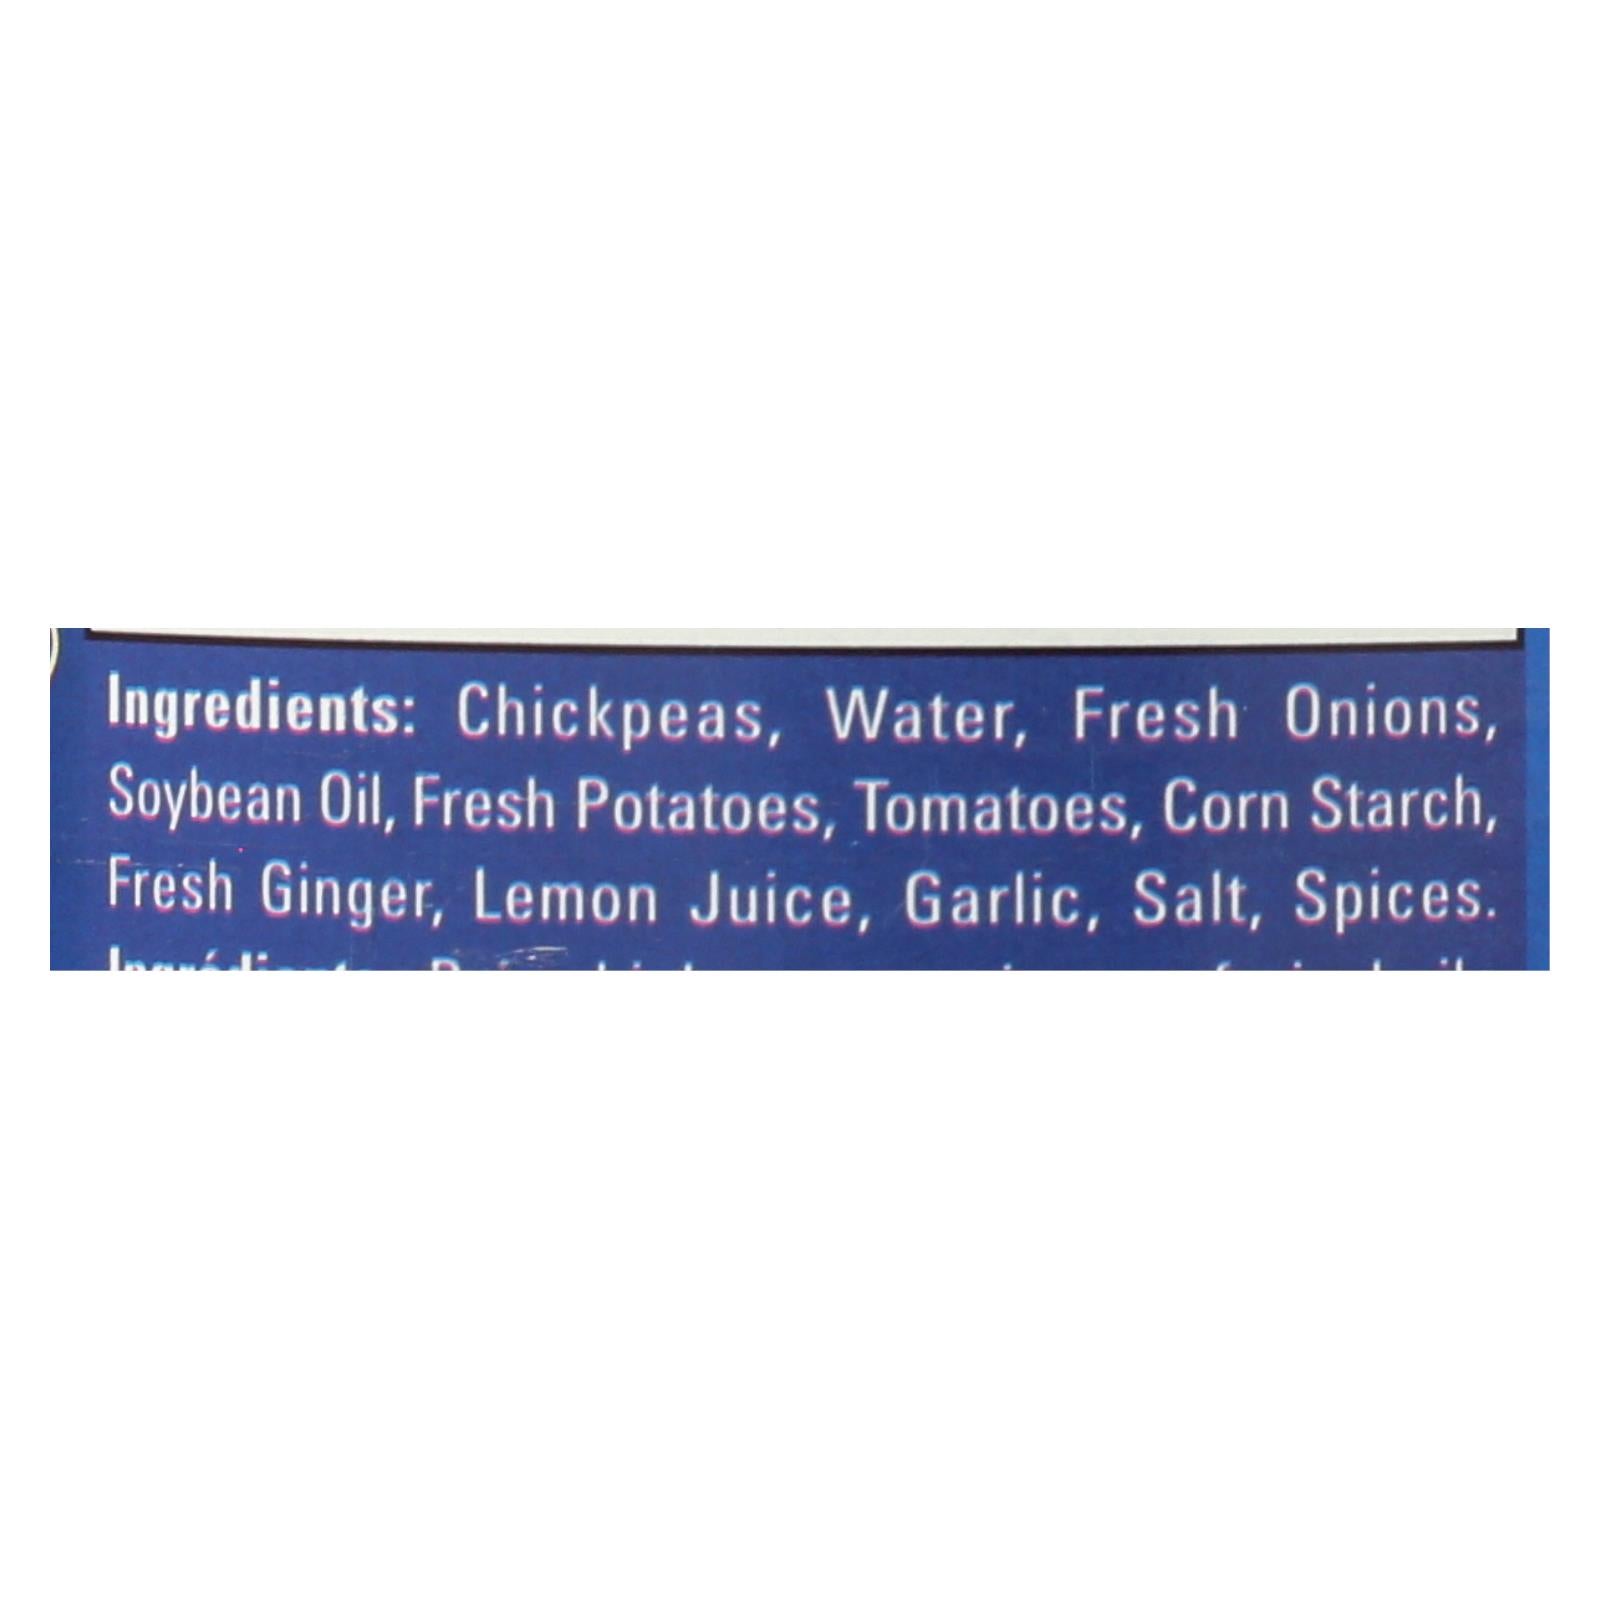 Ingredients: Chickpeas, Water, Fresh Onions,
Soybean Oil, Fresh Potatoes, Tomatoes, Corn Starch,
Fresh Ginger, Lemon Juice, Garlic, Salt, Spices.